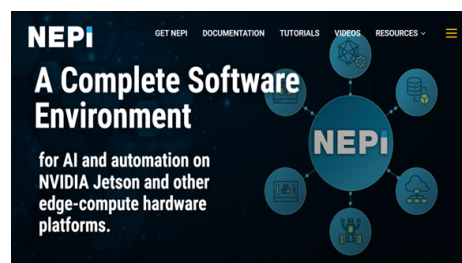 NEPi
GET NEPI DOCUMENTATION TUTORIALS VIDEOS RESOURCES
A Complete Software
Environment
for AI and automation on
NVIDIA Jetson and other
edge-compute hardware
platforms.
NEPi